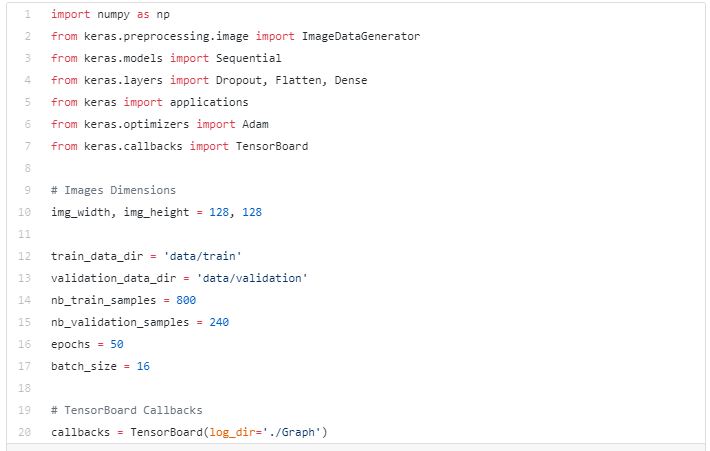 1 import numpy as np
2 from keras.preprocessing.image import ImageDataGenerator
3 from keras.models import Sequential
4 from keras.layers import Dropout, Flatten, Dense
5 from keras import applications
6 from keras.optimizers import Adam
7 from keras.callbacks import TensorBoard
8
9 # Images Dimensions
10 img_width, img_height = 128, 128
11
12 train_data_dir = 'data/train'
13 validation_data_dir = 'data/validation'
14 nb_train_samples = 800
15 nb_validation_samples = 240
16 epochs = 50
17 batch_size = 16
18
19 # TensorBoard Callbacks
20 callbacks = TensorBoard(log_dir='./Graph')